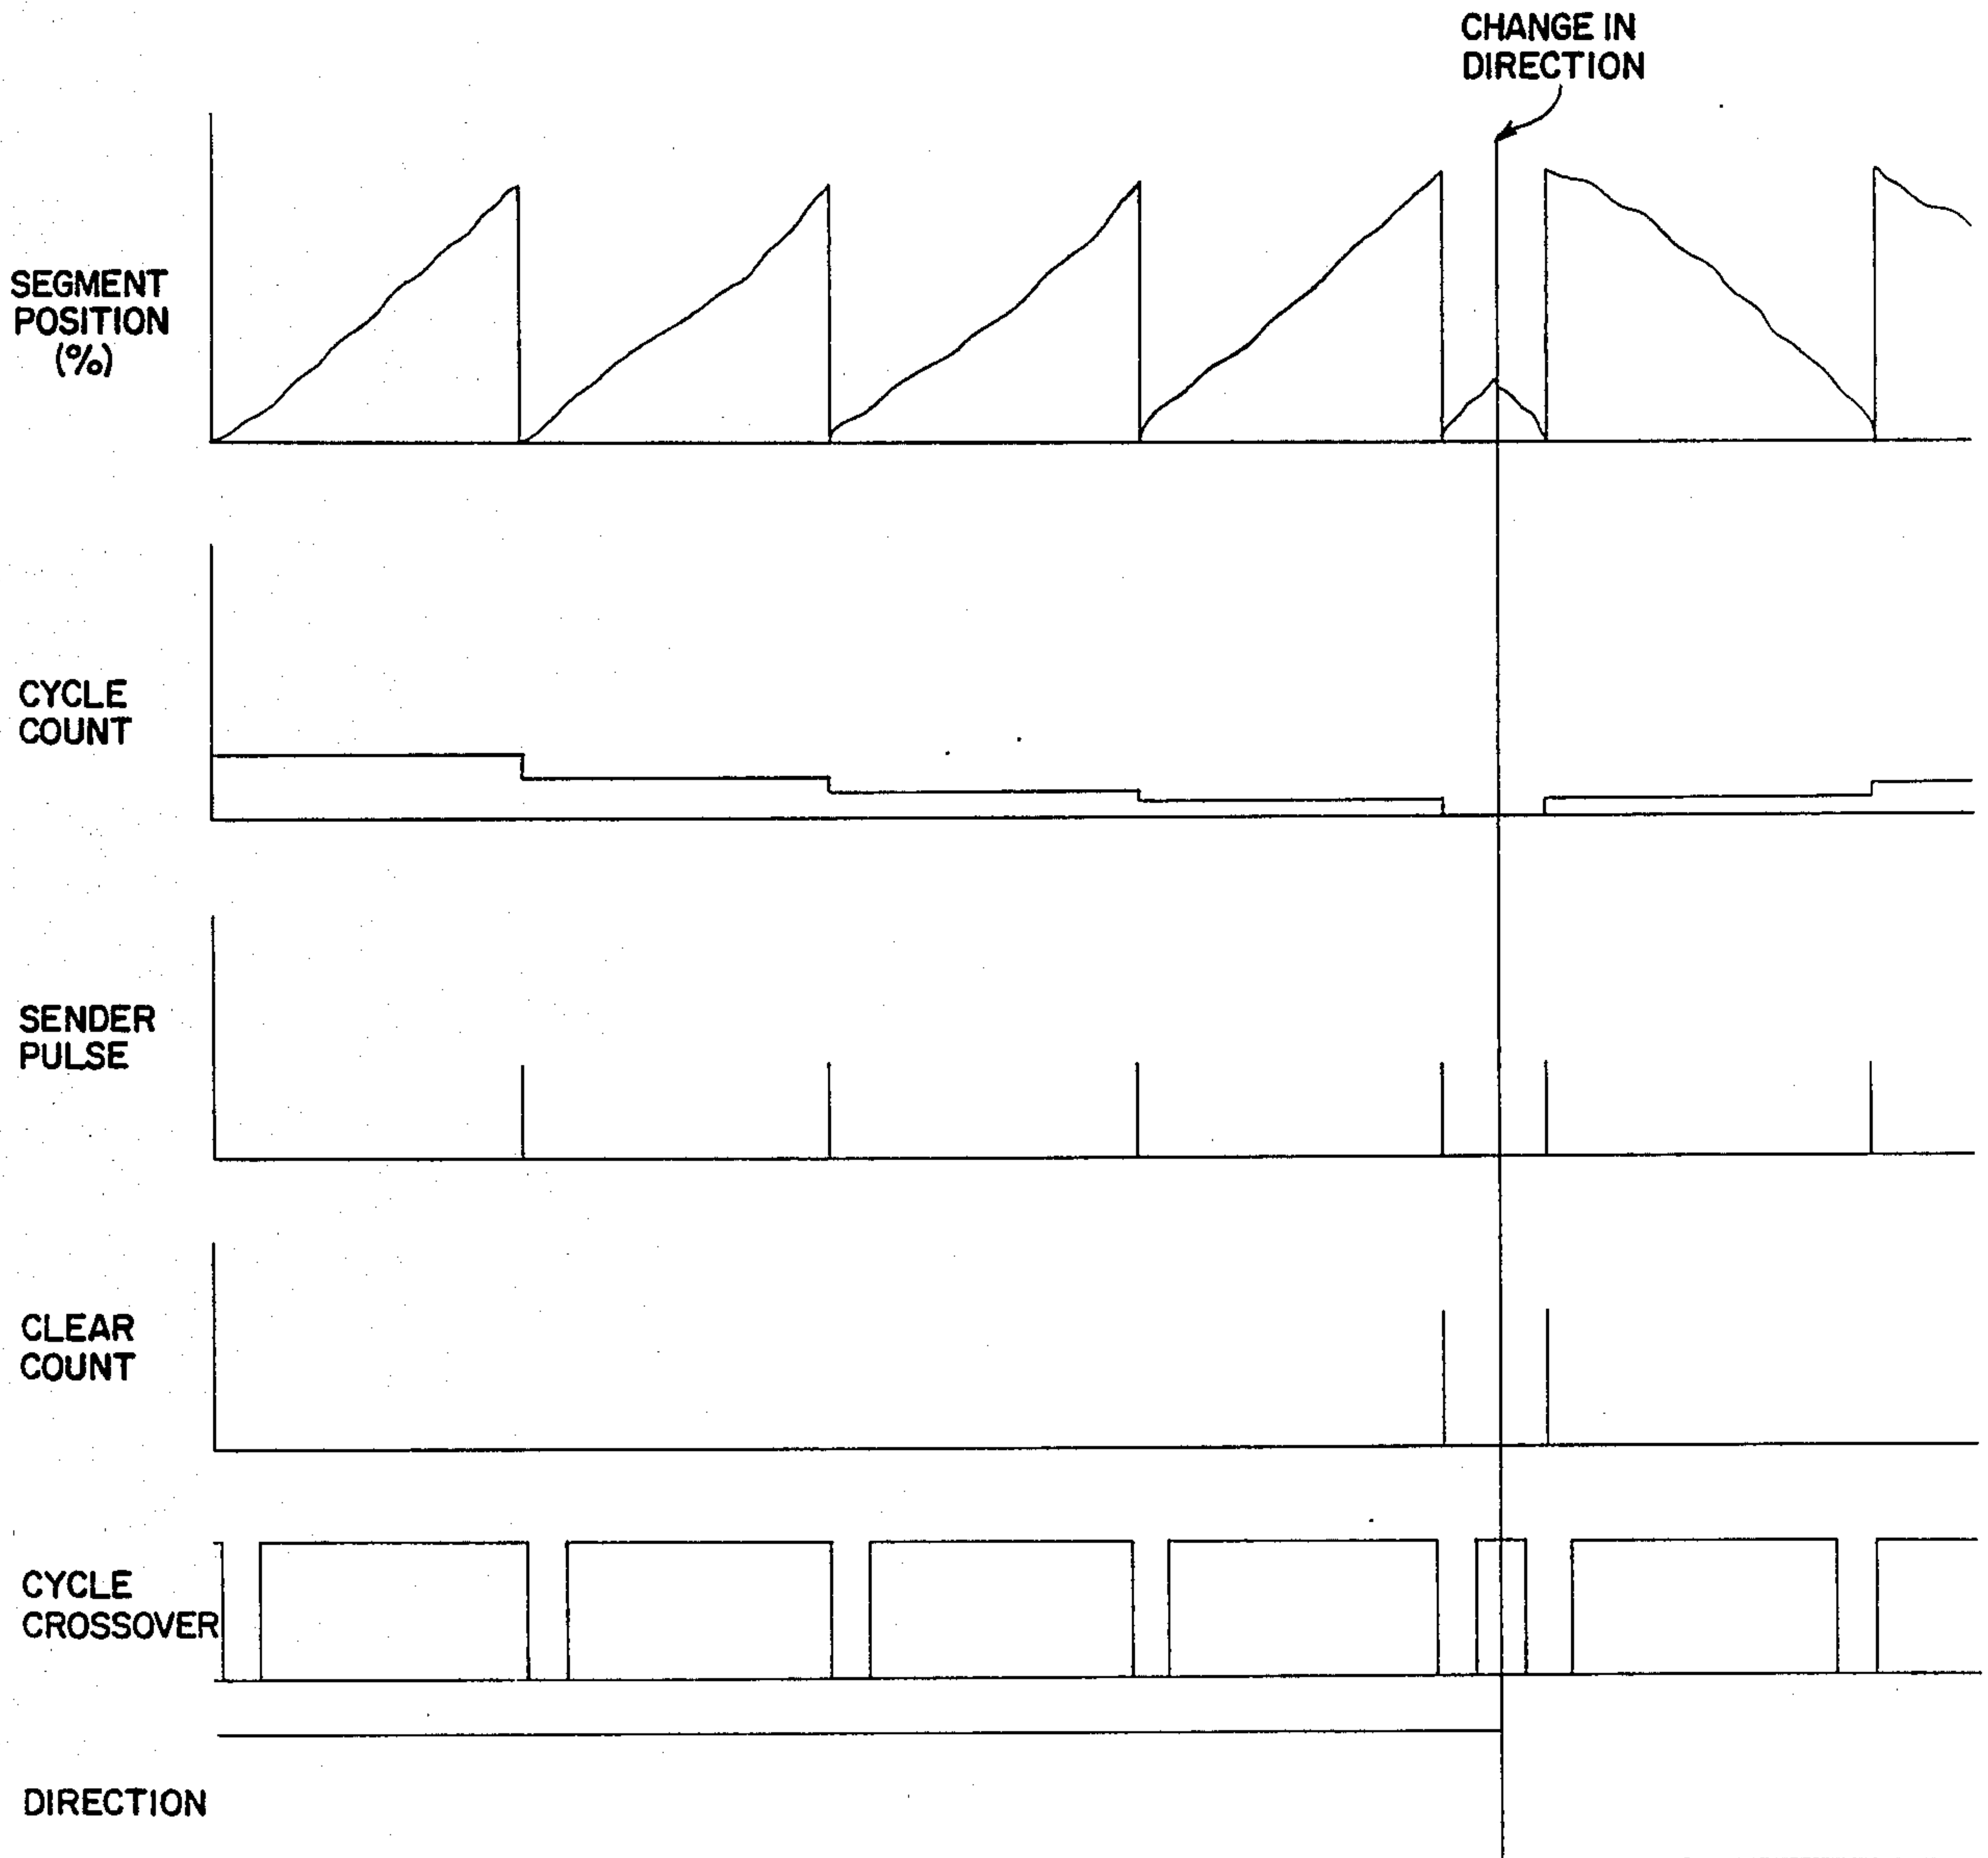 CHANGE IN
DIRECTION
SEGMENT
POSITION
(%)
CYCLE
COUNT
SENDER
PULSE
CLEAR
COUNT
CYCLE
CROSSOVER
DIRECTION